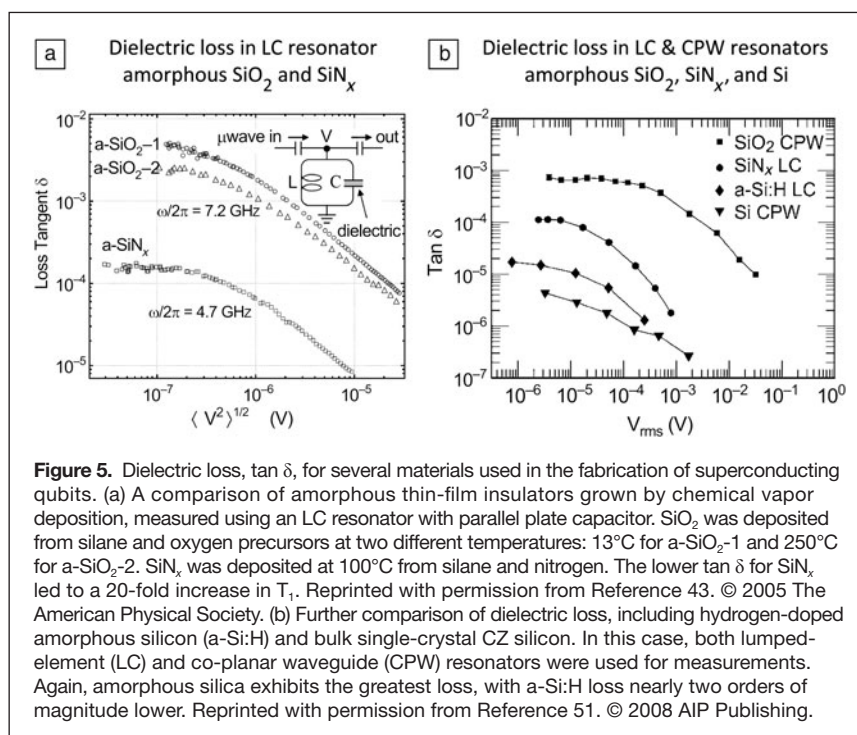 a
Dielectric loss in LC resonator
amorphous SiO₂ and SiNₓ
Loss Tangent δ
10⁻²
10⁻³
10⁻⁴
10⁻⁵
a-SiO₂–1
a-SiO₂–2
a-SiNₓ
μwave in
V
out
L
C
dielectric
ω/2π = 7.2 GHz
ω/2π = 4.7 GHz
10⁻⁷
10⁻⁶
10⁻⁵
⟨ V² ⟩¹/² (V)
b
Dielectric loss in LC & CPW resonators
amorphous SiO₂, SiNₓ, and Si
Tan δ
10⁻²
10⁻³
10⁻⁴
10⁻⁵
10⁻⁶
10⁻⁷
SiO₂ CPW
SiNₓ LC
a-Si:H LC
Si CPW
10⁻⁶ 10⁻⁵ 10⁻⁴ 10⁻³ 10⁻² 10⁻¹ 10⁰
Vrms (V)
Figure 5. Dielectric loss, tan δ, for several materials used in the fabrication of superconducting
qubits. (a) A comparison of amorphous thin-film insulators grown by chemical vapor
deposition, measured using an LC resonator with parallel plate capacitor. SiO₂ was deposited
from silane and oxygen precursors at two different temperatures: 13°C for a-SiO₂-1 and 250°C
for a-SiO₂-2. SiNₓ was deposited at 100°C from silane and nitrogen. The lower tan δ for SiNₓ
led to a 20-fold increase in T₁. Reprinted with permission from Reference 43. © 2005 The
American Physical Society. (b) Further comparison of dielectric loss, including hydrogen-doped
amorphous silicon (a-Si:H) and bulk single-crystal CZ silicon. In this case, both lumped-
element (LC) and co-planar waveguide (CPW) resonators were used for measurements.
Again, amorphous silica exhibits the greatest loss, with a-Si:H loss nearly two orders of
magnitude lower. Reprinted with permission from Reference 51. © 2008 AIP Publishing.